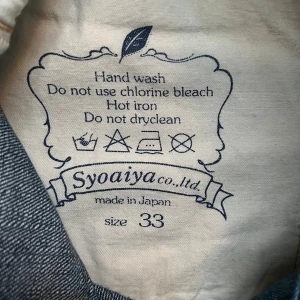 Hand wash
Do not use chlorine bleach
Hot iron
Do not dryclean
Syoaiya co.,ltd.
made in Japan
size 33